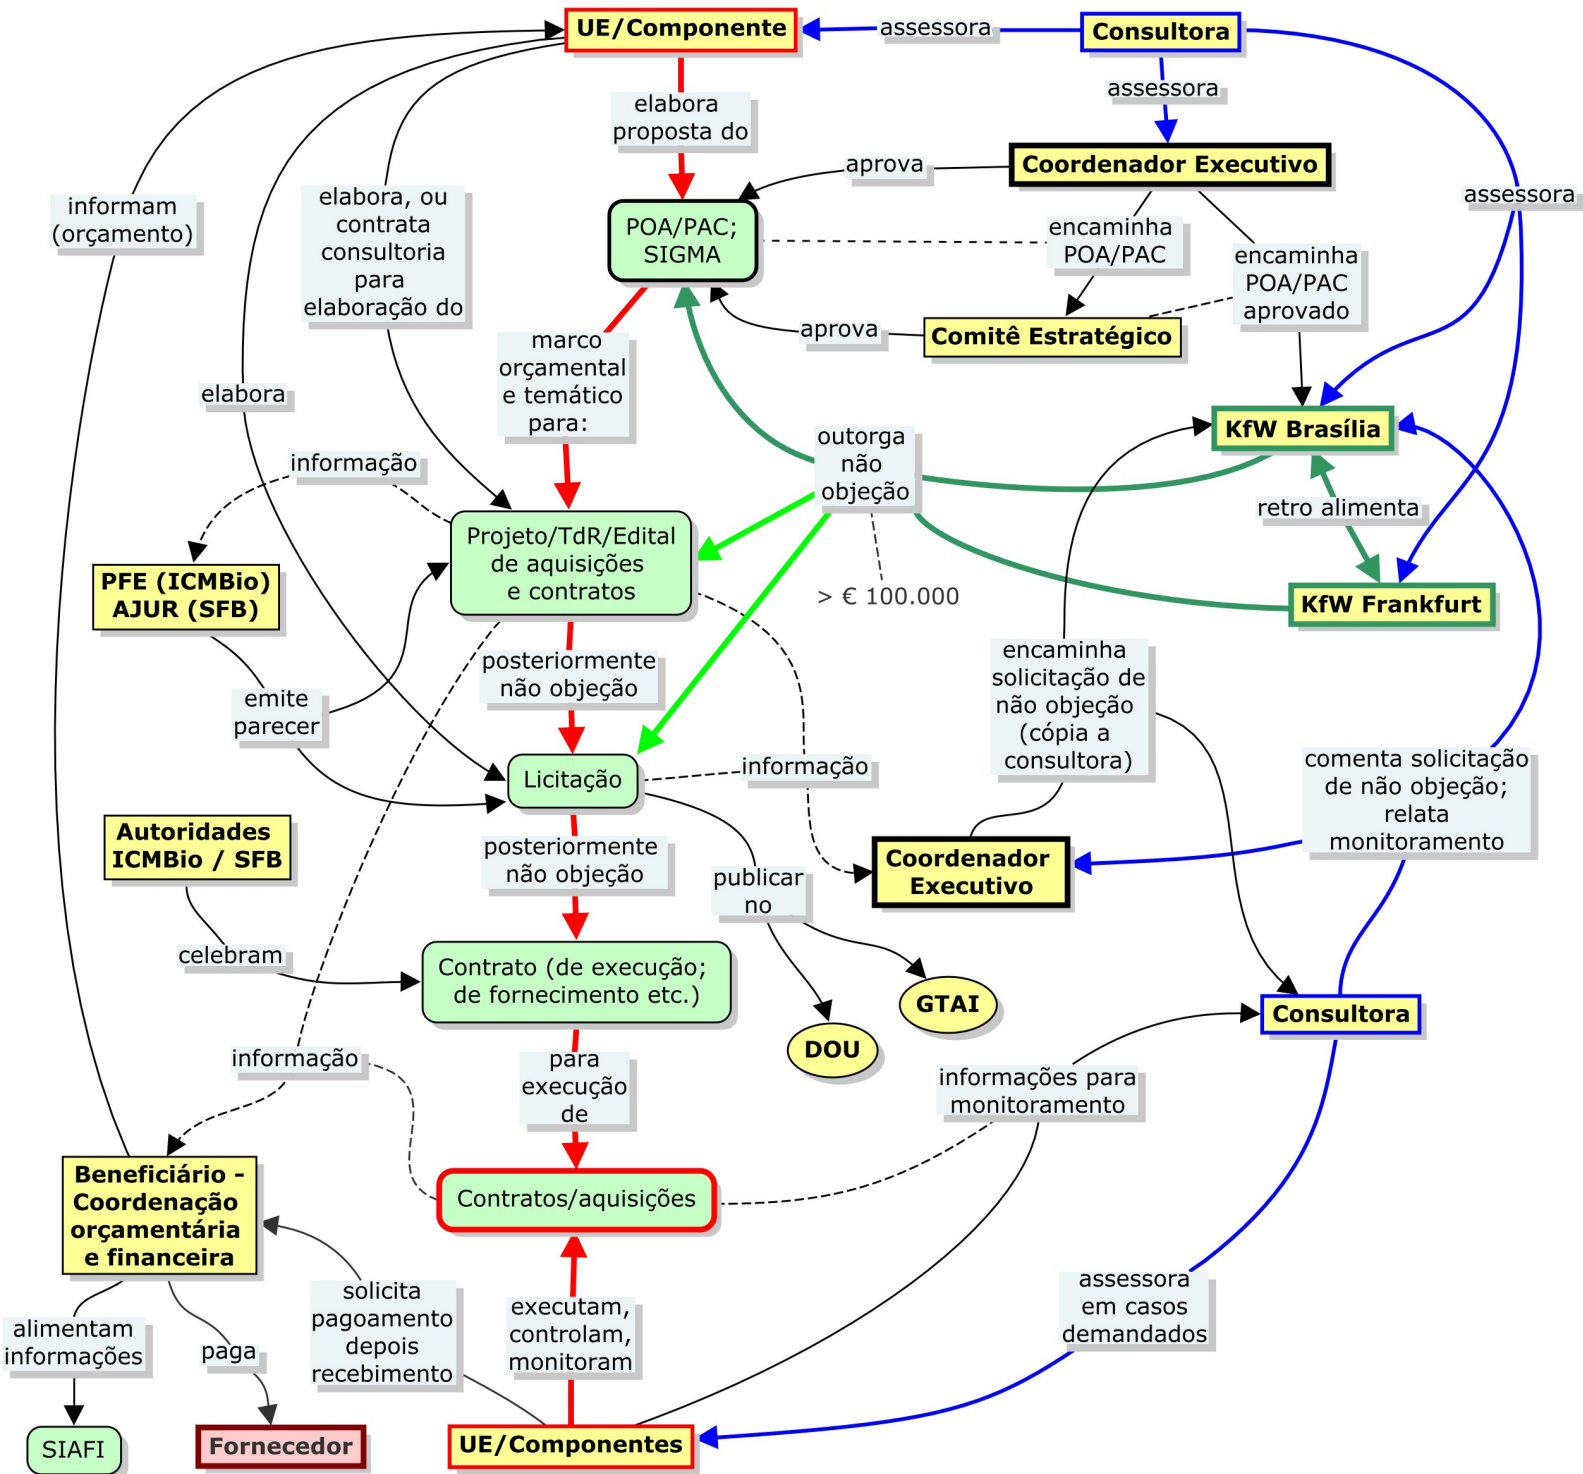 UE/Componente
assessora
Consultora
elabora
proposta do
assessora
aprova
Coordenador Executivo
assessora
informam
(orçamento)
elabora, ou
contrata
consultoria
para
elaboração do
POA/PAC;
SIGMA
encaminha
POA/PAC
encaminha
POA/PAC
aprovado
aprova
Comitê Estratégico
marco
orçamental
e temático
para:
elabora
KfW Brasília
outorga
não
objeção
informação
retro alimenta
Projeto/TdR/Edital
de aquisições
e contratos
PFE (ICMBio)
AJUR (SFB)
> € 100.000
KfW Frankfurt
encaminha
solicitação de
não objeção
(cópia a
consultora)
posteriormente
não objeção
emite
parecer
Licitação
informação
comenta solicitação
de não objeção;
relata
monitoramento
Autoridades
ICMBio / SFB
posteriormente
não objeção
publicar
no
Coordenador
Executivo
celebram
Contrato (de execução;
de fornecimento etc.)
GTAI
DOU
Consultora
informação
para
execução
de
informações para
monitoramento
Beneficiário -
Coordenação
orçamentária
e financeira
Contratos/aquisições
solicita
pagoamento
depois
recebimento
executam,
controlam,
monitoram
assessora
em casos
demandados
alimentam
informações
paga
SIAFI
Fornecedor
UE/Componentes